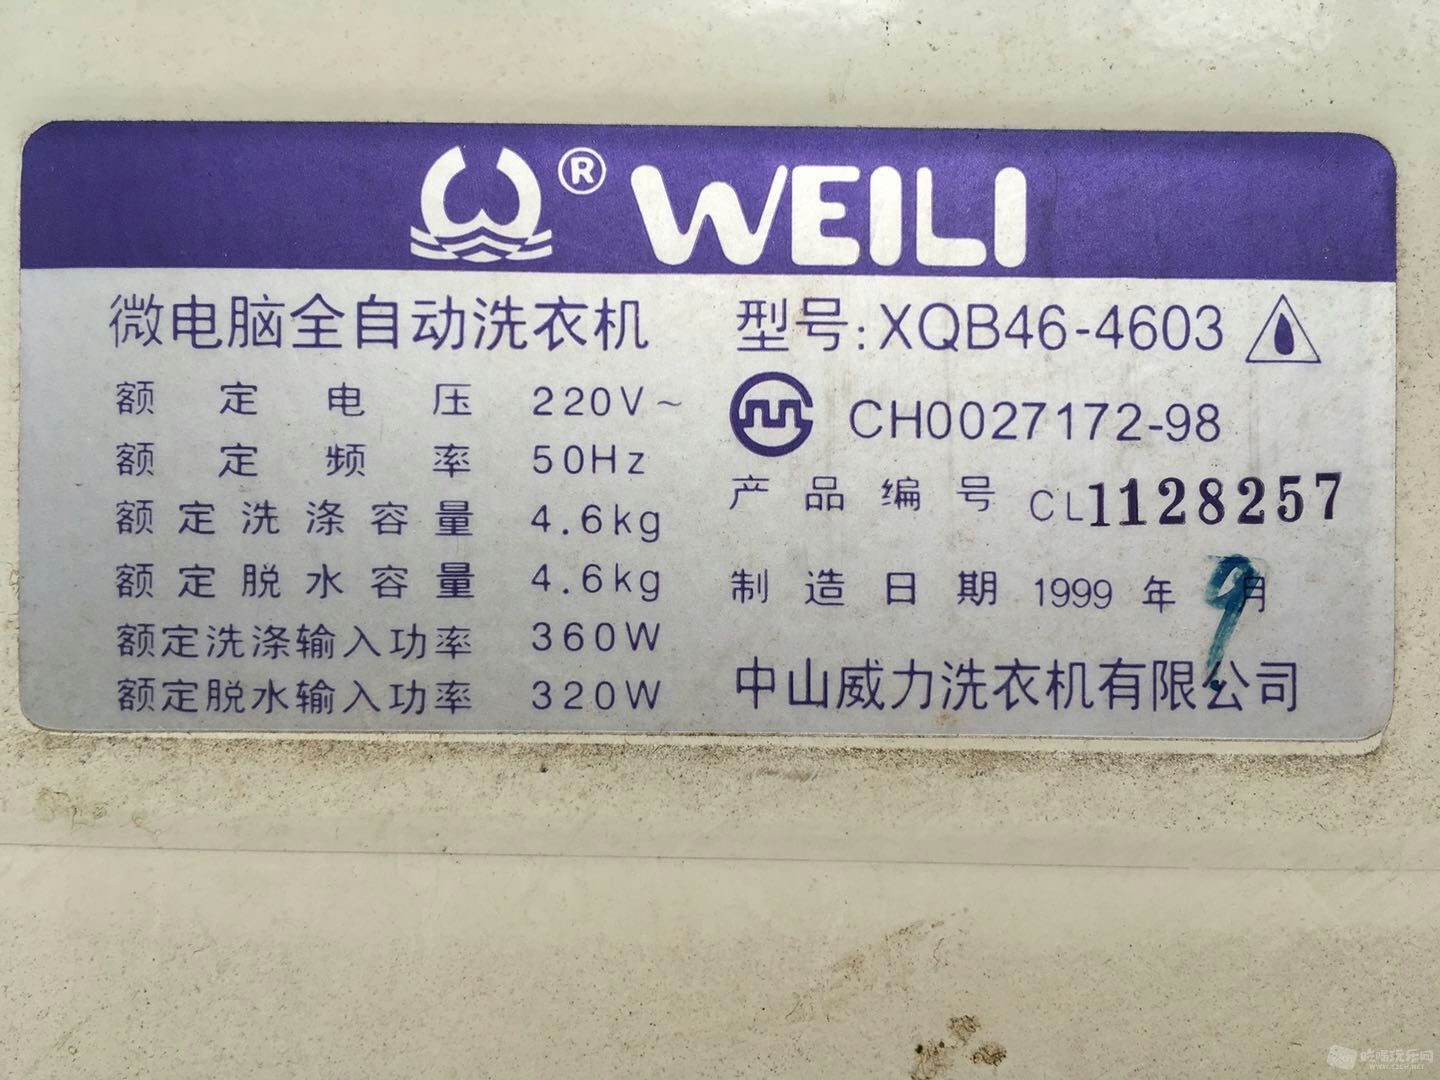 ® WEILI
微电脑全自动洗衣机
额定电压 220V~
额定频率 50Hz
额定洗涤容量 4.6kg
额定脱水容量 4.6kg
额定洗涤输入功率 360W
额定脱水输入功率 320W
型号:XQB46-4603
CH0027172-98
产品编号 CL1128257
制造日期 1999年9月
中山威力洗衣机有限公司